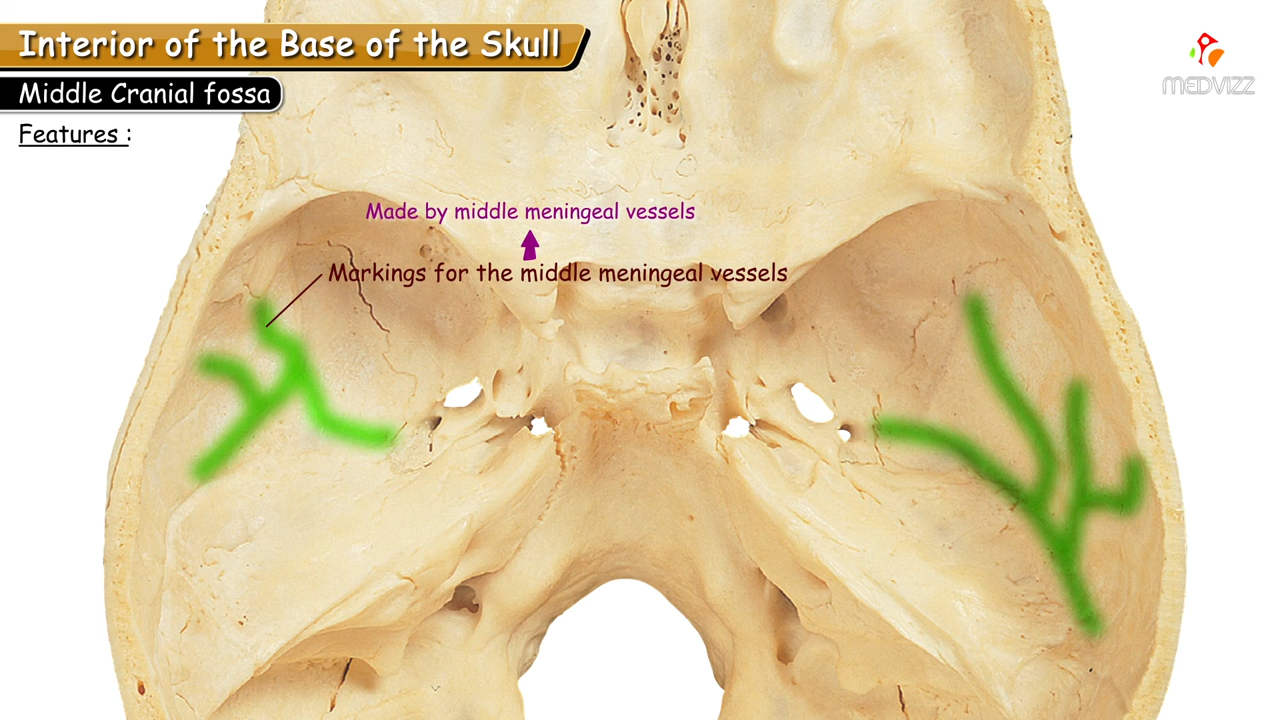 Interior of the Base of the Skull
Middle Cranial fossa
Features :
MEDVIZZ
Made by middle meningeal vessels
Markings for the middle meningeal vessels